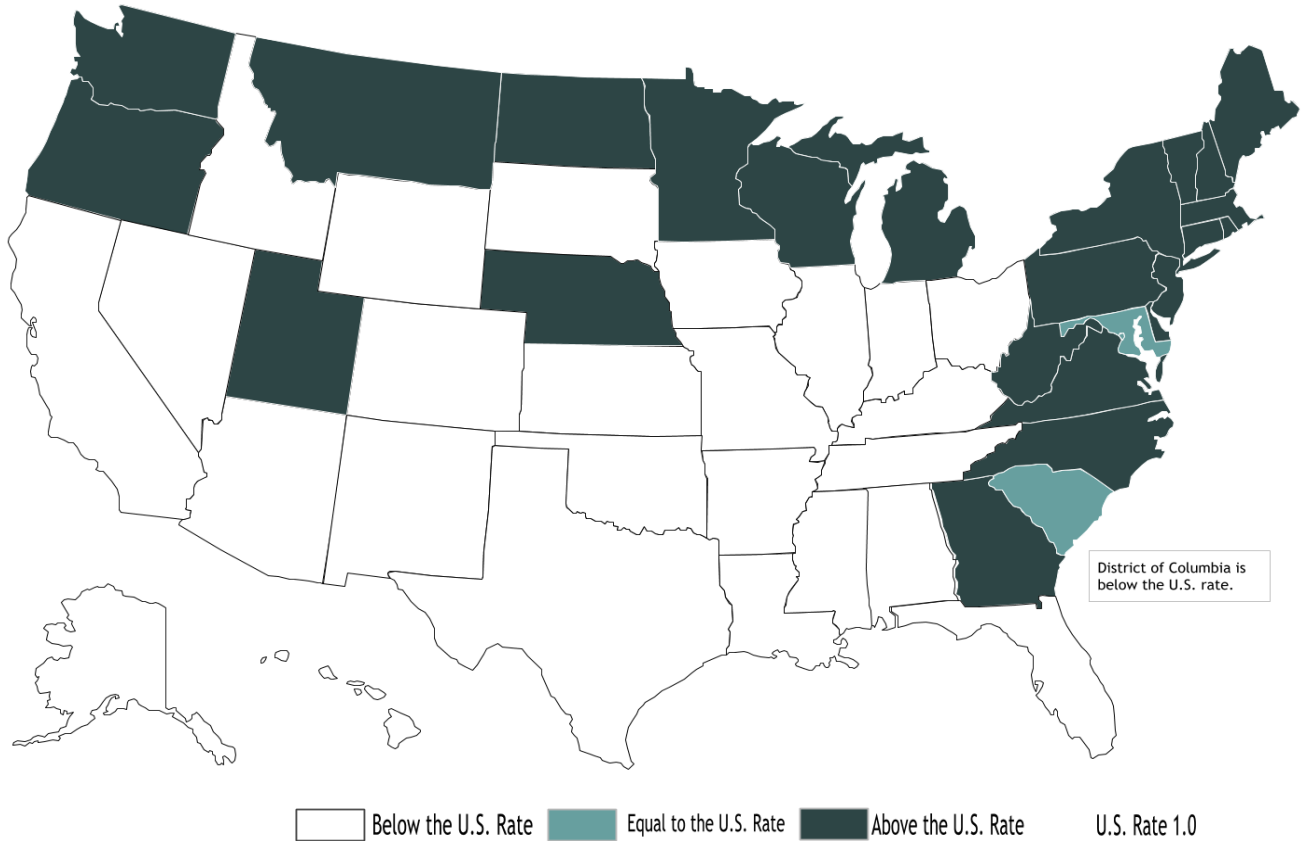 District of Columbia is
below the U.S. rate.
Below the U.S. Rate
Equal to the U.S. Rate
Above the U.S. Rate
U.S. Rate 1.0